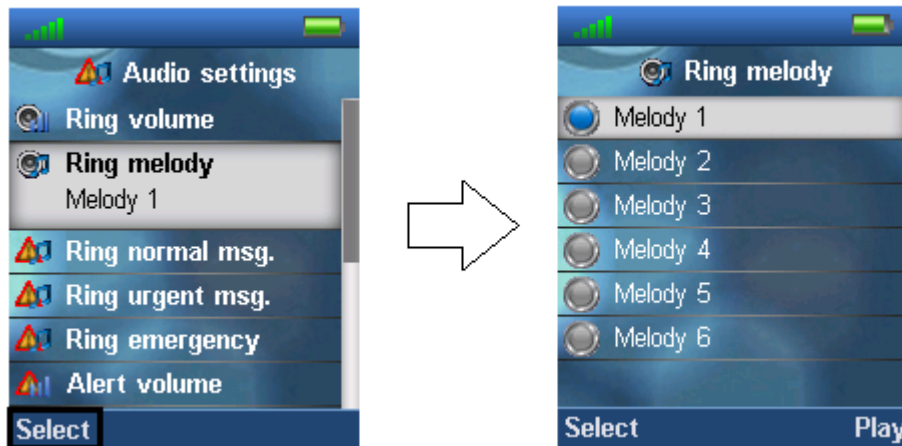 Audio settings
Ring volume
Ring melody
Melody 1
Ring normal msg.
Ring urgent msg.
Ring emergency
Alert volume
Select
Ring melody
Melody 1
Melody 2
Melody 3
Melody 4
Melody 5
Melody 6
Select Play